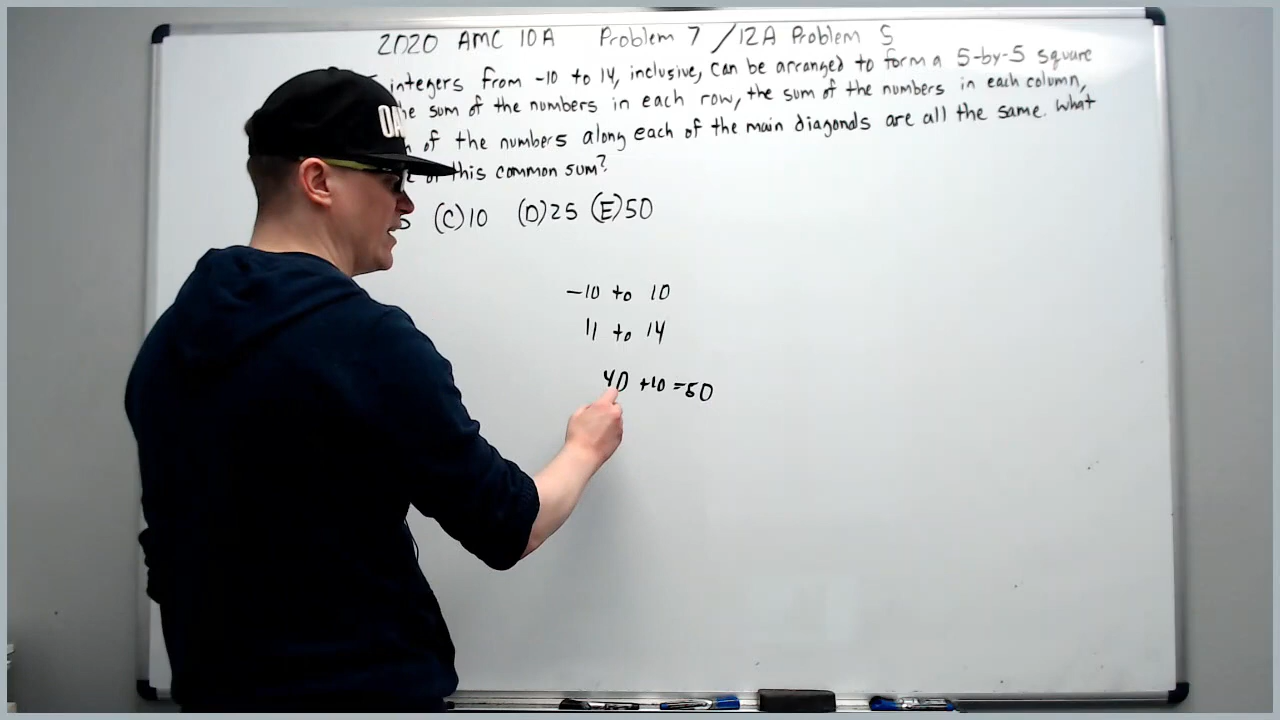 2020 AMC 10A Problem 7 / 12A Problem 5
integers from -10 to 14, inclusive, can be arranged to form a 5-by-5 square
he sum of the numbers in each row, the sum of the numbers in each column,
of the numbers along each of the main diagonals are all the same. What
this common sum?
(C)10 (D)25 (E)50
-10 to 10
11 to 14
40 +10 =50